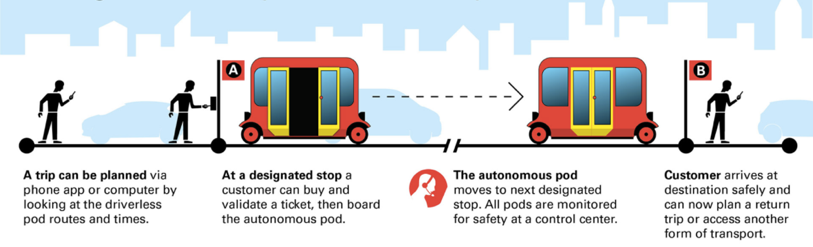 A
B
A trip can be planned via
phone app or computer by
looking at the driverless
pod routes and times.
At a designated stop a
customer can buy and
validate a ticket, then board
the autonomous pod.
The autonomous pod
moves to next designated
stop. All pods are monitored
for safety at a control center.
Customer arrives at
destination safely and
can now plan a return
trip or access another
form of transport.